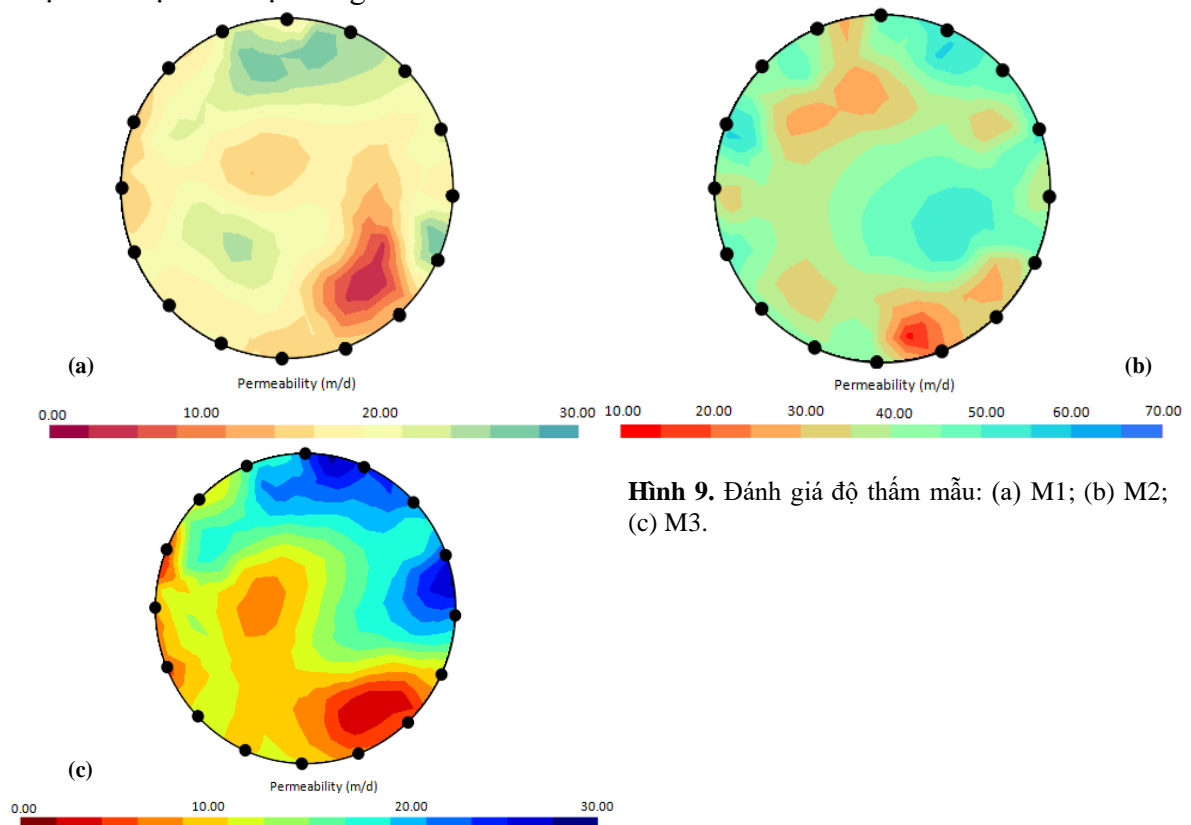 (a)
(b)
Permeability (m/d)
0.00 10.00 20.00 30.00
Permeability (m/d)
10.00 20.00 30.00 40.00 50.00 60.00 70.00
Hình 9. Đánh giá độ thấm mẫu: (a) M1; (b) M2;
(c) M3.
(c)
Permeability (m/d)
0.00 10.00 20.00 30.00